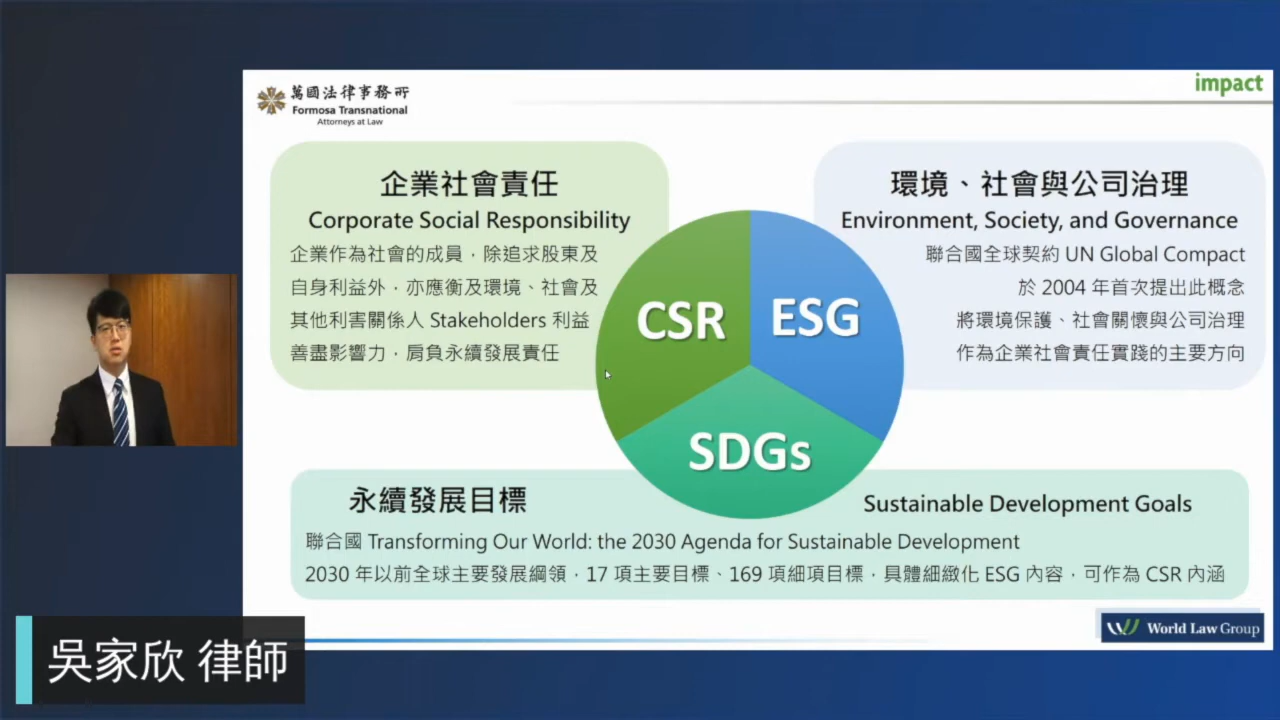 萬國法律事務所
Formosa Transnational
Attorneys at Law
impact
企業社會責任
Corporate Social Responsibility
企業作為社會的成員，除追求股東及
自身利益外，亦應衡及環境、社會及
其他利害關係人 Stakeholders 利益
善盡影響力，肩負永續發展責任
環境、社會與公司治理
Environment, Society, and Governance
聯合國全球契約 UN Global Compact
於 2004 年首次提出此概念
將環境保護、社會關懷與公司治理
作為企業社會責任實踐的主要方向
CSR
ESG
SDGs
永續發展目標
Sustainable Development Goals
聯合國 Transforming Our World: the 2030 Agenda for Sustainable Development
2030 年以前全球主要發展綱領，17 項主要目標、169 項細項目標，具體細緻化 ESG 內容，可作為 CSR 內涵
World Law Group
吳家欣 律師